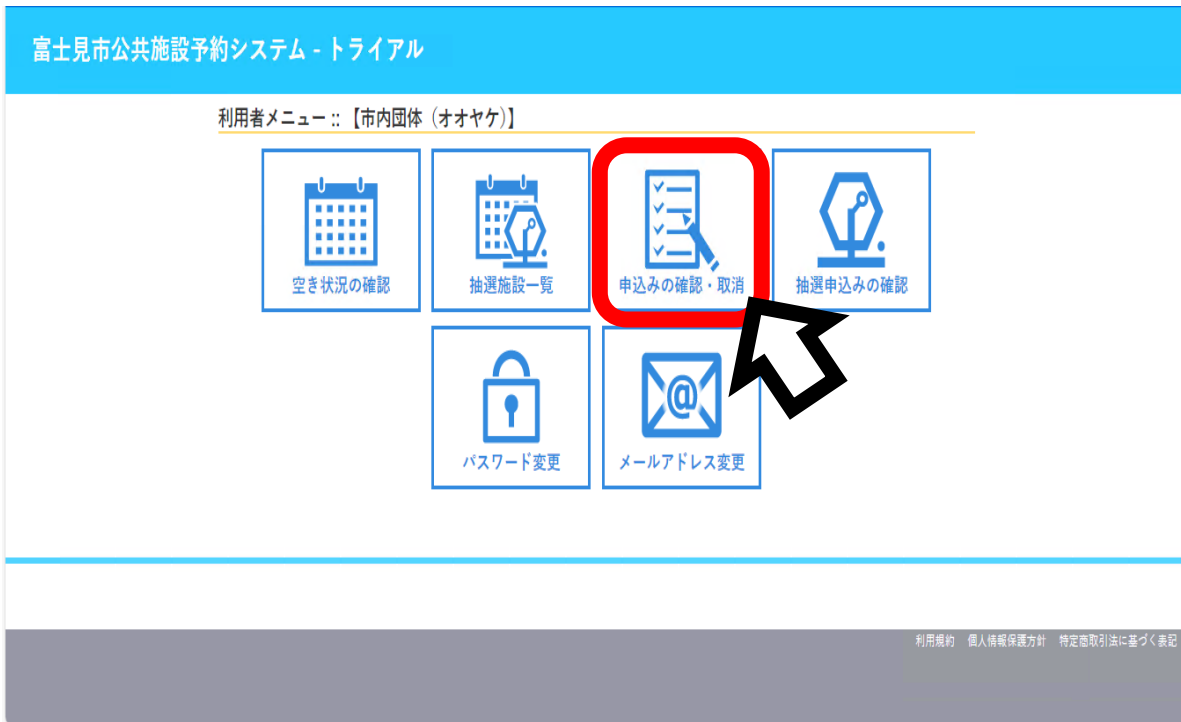 富士見市公共施設予約システム - トライアル
利用者メニュー :: 【市内団体（オオヤケ）】
空き状況の確認
抽選施設一覧
申込みの確認・取消
抽選申込みの確認
パスワード変更
@
メールアドレス変更
利用規約 個人情報保護方針 特定商取引法に基づく表記